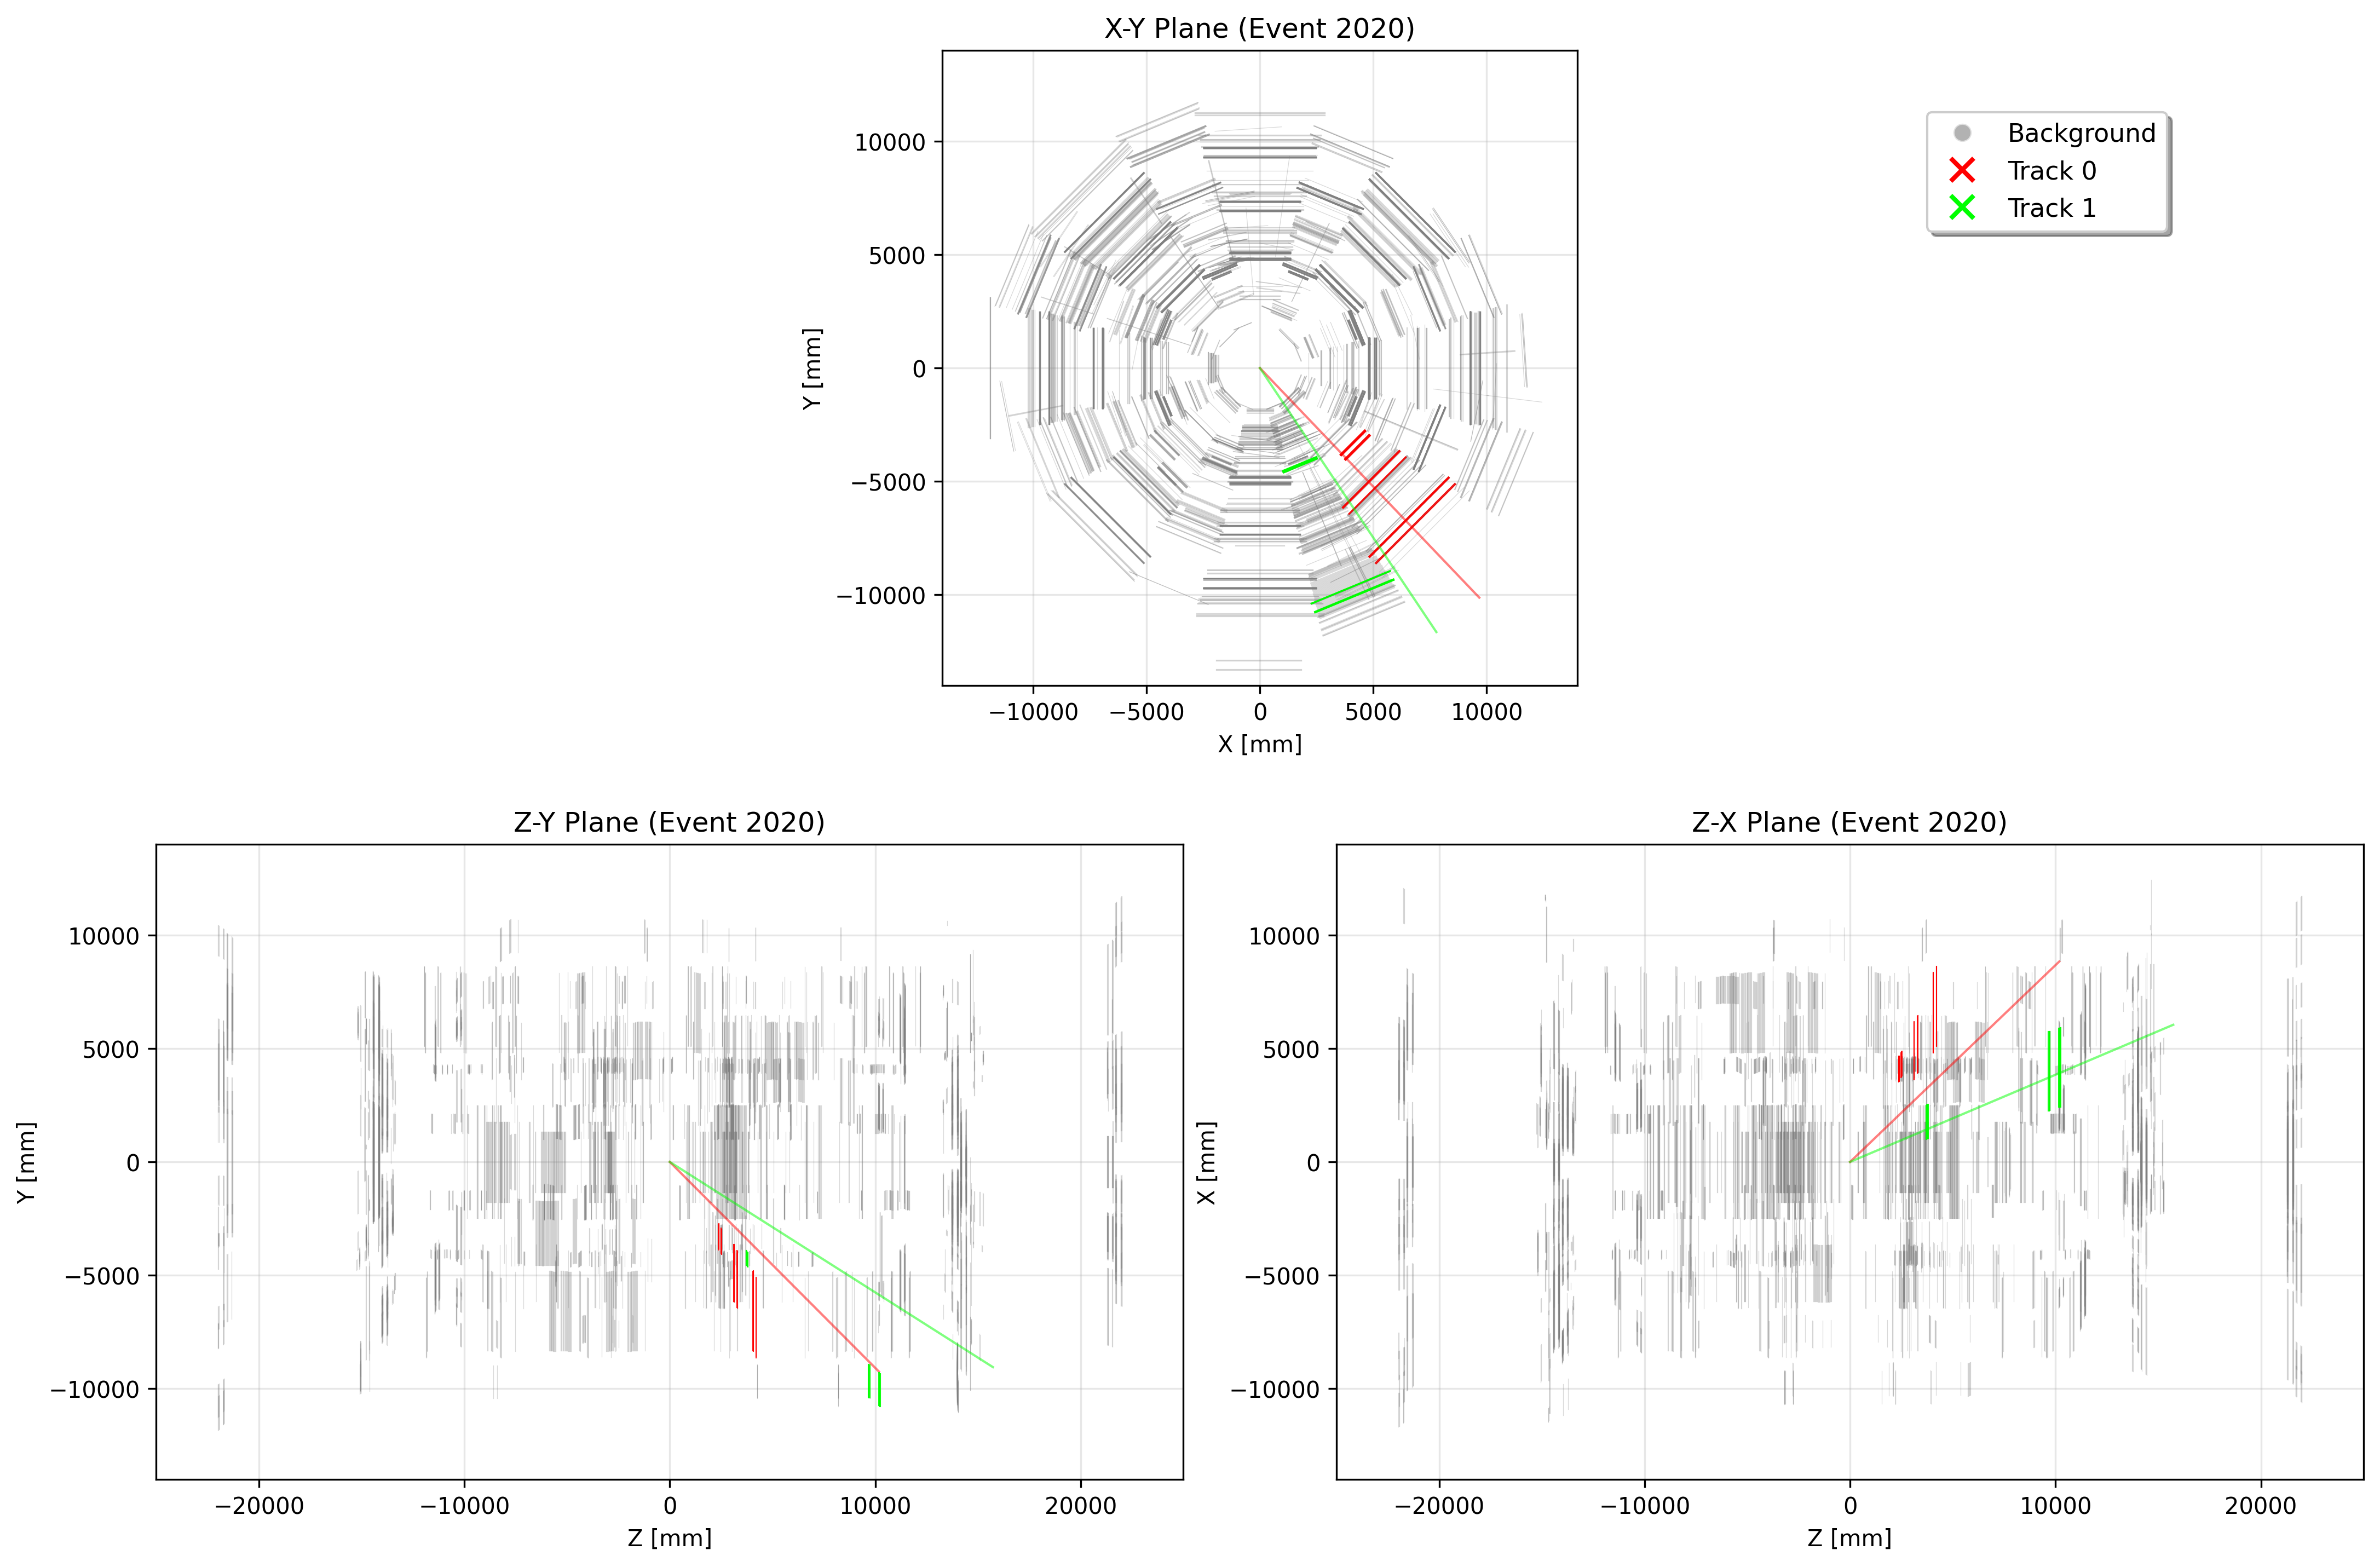 X-Y Plane (Event 2020)
10000
5000
0
−5000
−10000
Y [mm]
−10000 −5000 0 5000 10000
X [mm]
Background
Track 0
Track 1
Z-Y Plane (Event 2020)
10000
5000
0
−5000
−10000
Y [mm]
−20000 −10000 0 10000 20000
Z [mm]
Z-X Plane (Event 2020)
10000
5000
0
−5000
−10000
X [mm]
−20000 −10000 0 10000 20000
Z [mm]